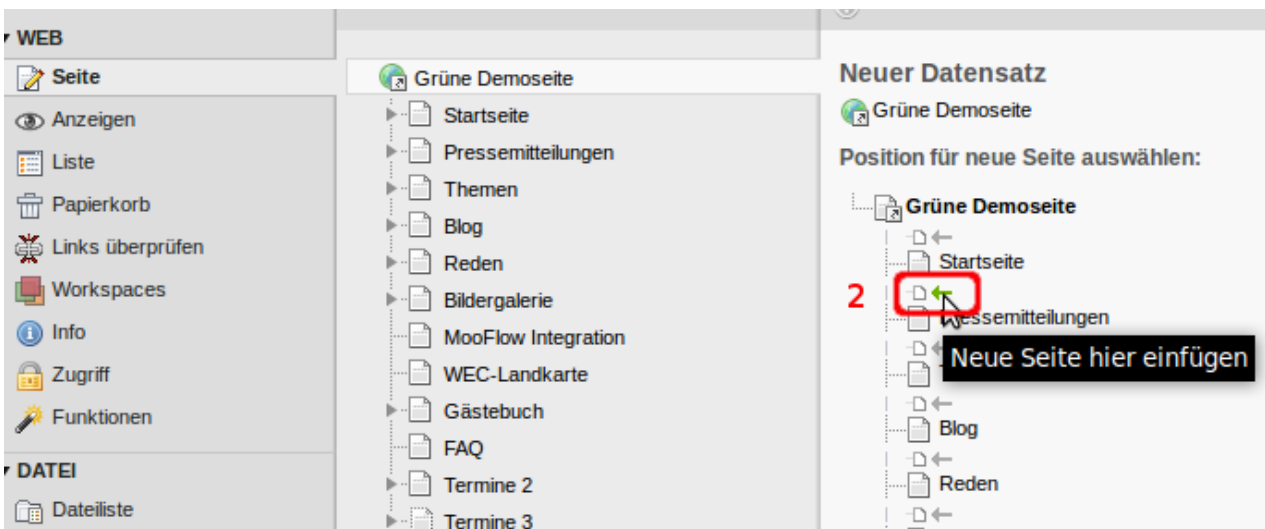 WEB
Seite
Anzeigen
Liste
Papierkorb
Links überprüfen
Workspaces
Info
Zugriff
Funktionen
DATEI
Dateiliste
Grüne Demoseite
Startseite
Pressemitteilungen
Themen
Blog
Reden
Bildergalerie
MooFlow Integration
WEC-Landkarte
Gästebuch
FAQ
Termine 2
Termine 3
Neuer Datensatz
Grüne Demoseite
Position für neue Seite auswählen:
Grüne Demoseite
Startseite
2
Pressemitteilungen
Neue Seite hier einfügen
Blog
Reden